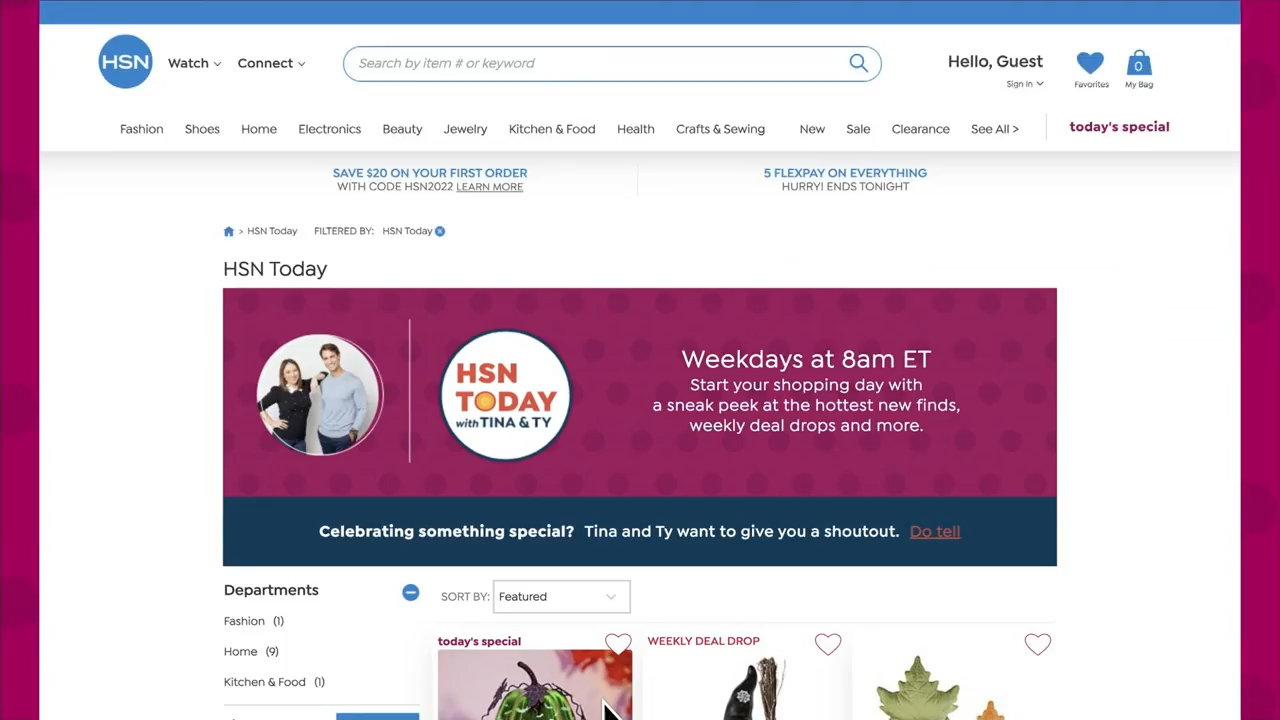 HSN
Watch
Connect
Search by item # or keyword
Hello, Guest
Sign In
Favorites
0
My Bag
Fashion
Shoes
Home
Electronics
Beauty
Jewelry
Kitchen & Food
Health
Crafts & Sewing
New
Sale
Clearance
See All >
today's special
SAVE $20 ON YOUR FIRST ORDER
WITH CODE HSN2022 LEARN MORE
5 FLEXPAY ON EVERYTHING
HURRY! ENDS TONIGHT
> HSN Today
FILTERED BY: HSN Today
HSN Today
HSN
TODAY
with TINA & TY
Weekdays at 8am ET
Start your shopping day with
a sneak peek at the hottest new finds,
weekly deal drops and more.
Celebrating something special? Tina and Ty want to give you a shoutout. Do tell
Departments
Fashion (1)
Home (9)
Kitchen & Food (1)
SORT BY: Featured
today's special
WEEKLY DEAL DROP